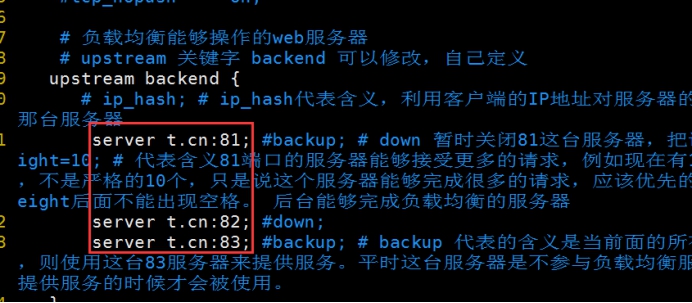 #tcp_nopush     on;
7
# 负载均衡能够操作的web服务器
8
# upstream 关键字 backend 可以修改，自己定义
9 upstream backend {
0 # ip_hash; # ip_hash代表含义，利用客户端的IP地址对服务器的
那台服务器
1 server t.cn:81; #backup; # down 暂时关闭81这台服务器，把
ight=10; # 代表含义81端口的服务器能够接受更多的请求，例如现在有
，不是严格的10个，只是说这个服务器能够完成很多的请求，应该优先的
eight后面不能出现空格。 后台能够完成负载均衡的服务器
2 server t.cn:82; #down;
3 server t.cn:83; #backup; # backup 代表的含义是当前面的所
，则使用这台83服务器来提供服务。平时这台服务器是不参与负载均衡服
提供服务的时候才会被使用。
}